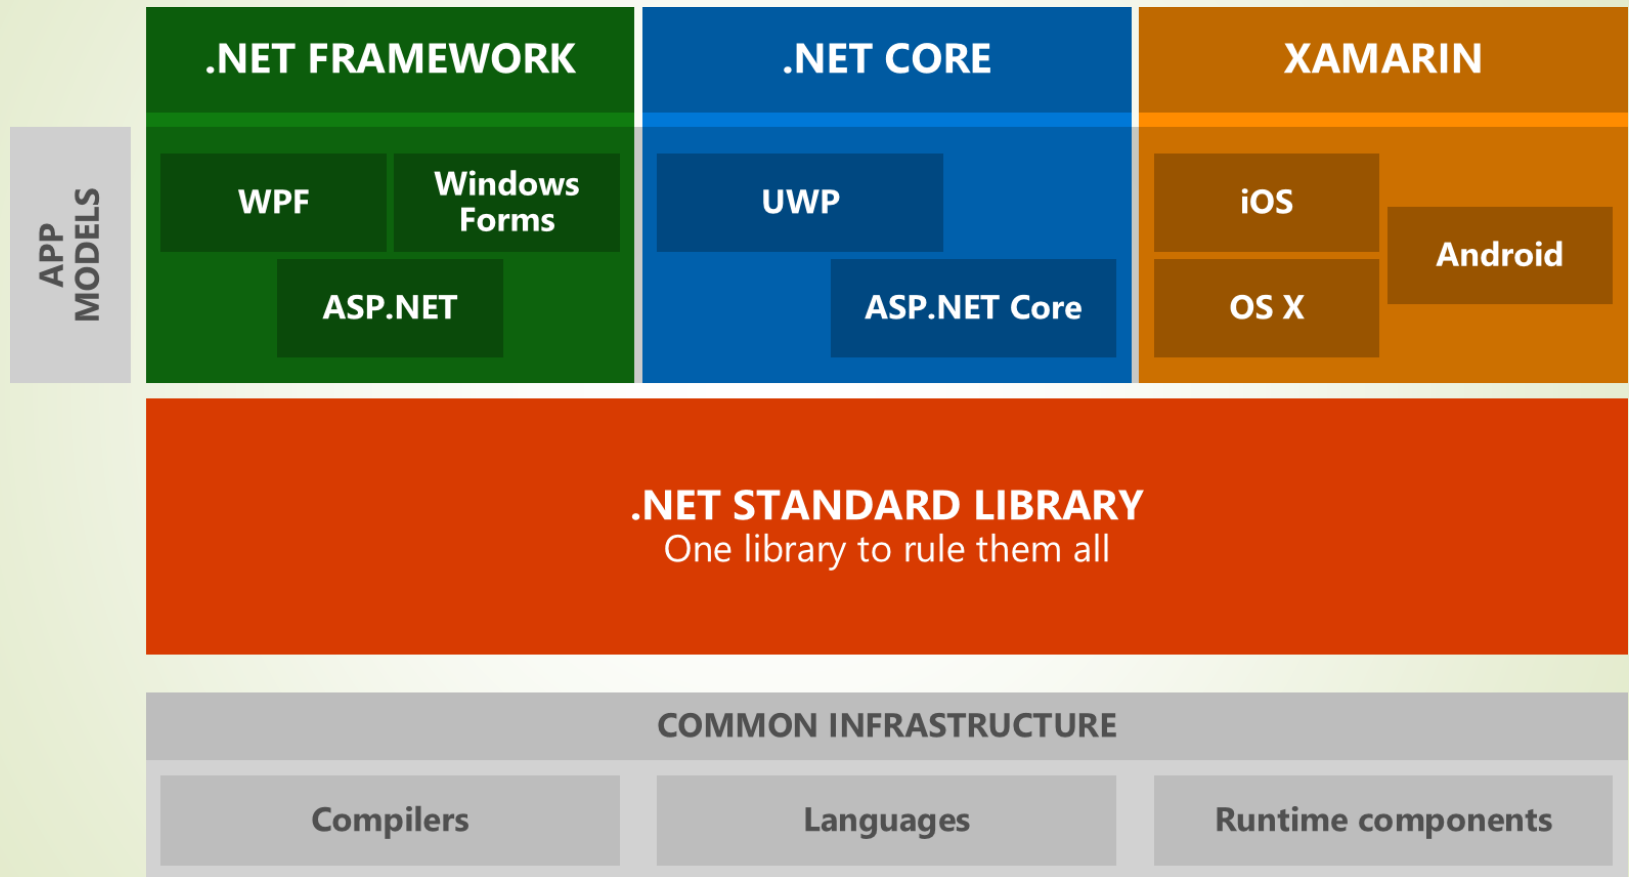 .NET FRAMEWORK
.NET CORE
XAMARIN
APP
MODELS
WPF
Windows
Forms
ASP.NET
UWP
ASP.NET Core
iOS
Android
OS X
.NET STANDARD LIBRARY
One library to rule them all
COMMON INFRASTRUCTURE
Compilers
Languages
Runtime components